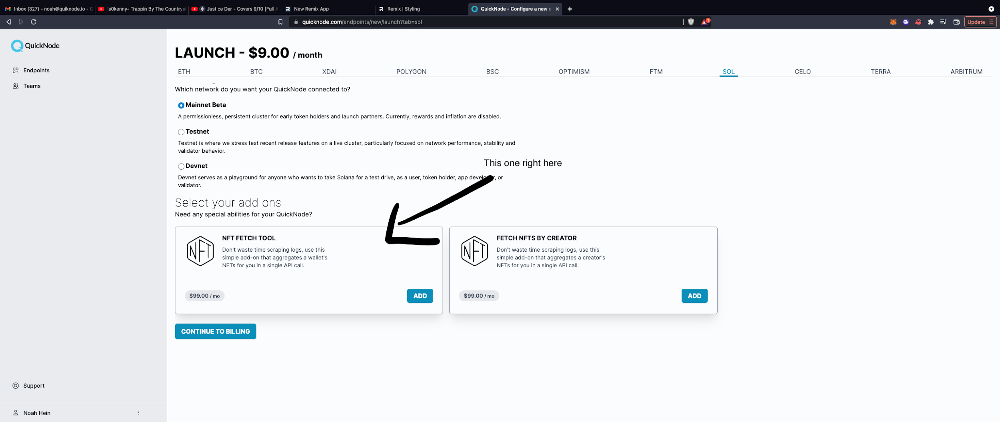 Inbox (327) - noah@quiknode.io - Q
is0kenny- Trappin By The Countrysi
Justice Der - Covers 9/10 [Full A
New Remix App
Remix | Styling
QuickNode - Configure a new e
quicknode.com/endpoints/new/launch?tab=sol
1
Update
QuickNode
Endpoints
Teams
LAUNCH - $9.00 / month
ETH BTC XDAI POLYGON BSC OPTIMISM FTM SOL CELO TERRA ARBITRUM
Which network do you want your QuickNode connected to?
Mainnet Beta
A permissionless, persistent cluster for early token holders and launch partners. Currently, rewards and inflation are disabled.
Testnet
Testnet is where we stress test recent release features on a live cluster, particularly focused on network performance, stability and
validator behavior.
This one right here
Devnet
Devnet serves as a playground for anyone who wants to take Solana for a test drive, as a user, token holder, app developer, or
validator.
Select your add ons
Need any special abilities for your QuickNode?
NFT
NFT FETCH TOOL
Don't waste time scraping logs, use this
simple add-on that aggregates a wallet's
NFTs for you in a single API call.
$99.00 / mo
ADD
NFT
FETCH NFTS BY CREATOR
Don't waste time scraping logs, use this
simple add-on that aggregates a creator's
NFTs for you in a single API call.
$99.00 / mo
ADD
CONTINUE TO BILLING
Support
Noah Hein